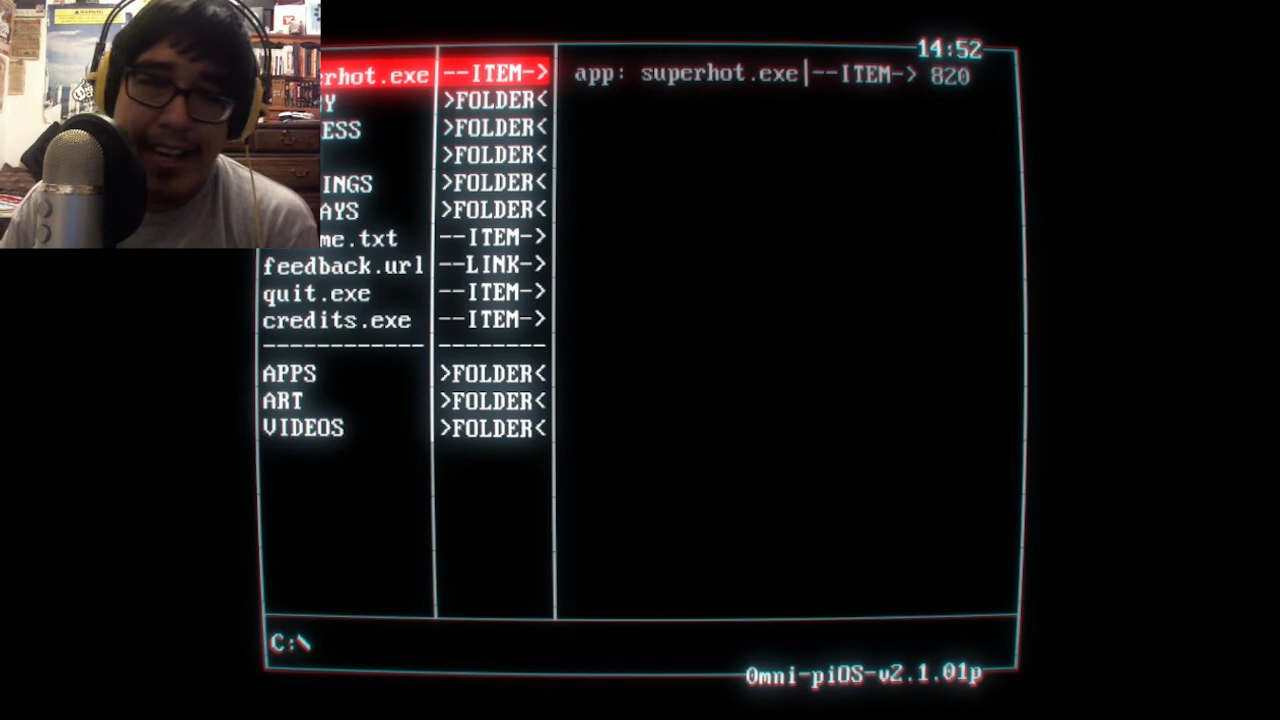 14:52
rhot.exe --ITEM-> app: superhot.exe|--ITEM-> 820
Y >FOLDER<
ESS >FOLDER<
>FOLDER<
INGS >FOLDER<
AYS >FOLDER<
me.txt --ITEM->
feedback.url --LINK->
quit.exe --ITEM->
credits.exe --ITEM->
------------ --------
APPS >FOLDER<
ART >FOLDER<
VIDEOS >FOLDER<
C:\
0mni-piOS-v2.1.01p